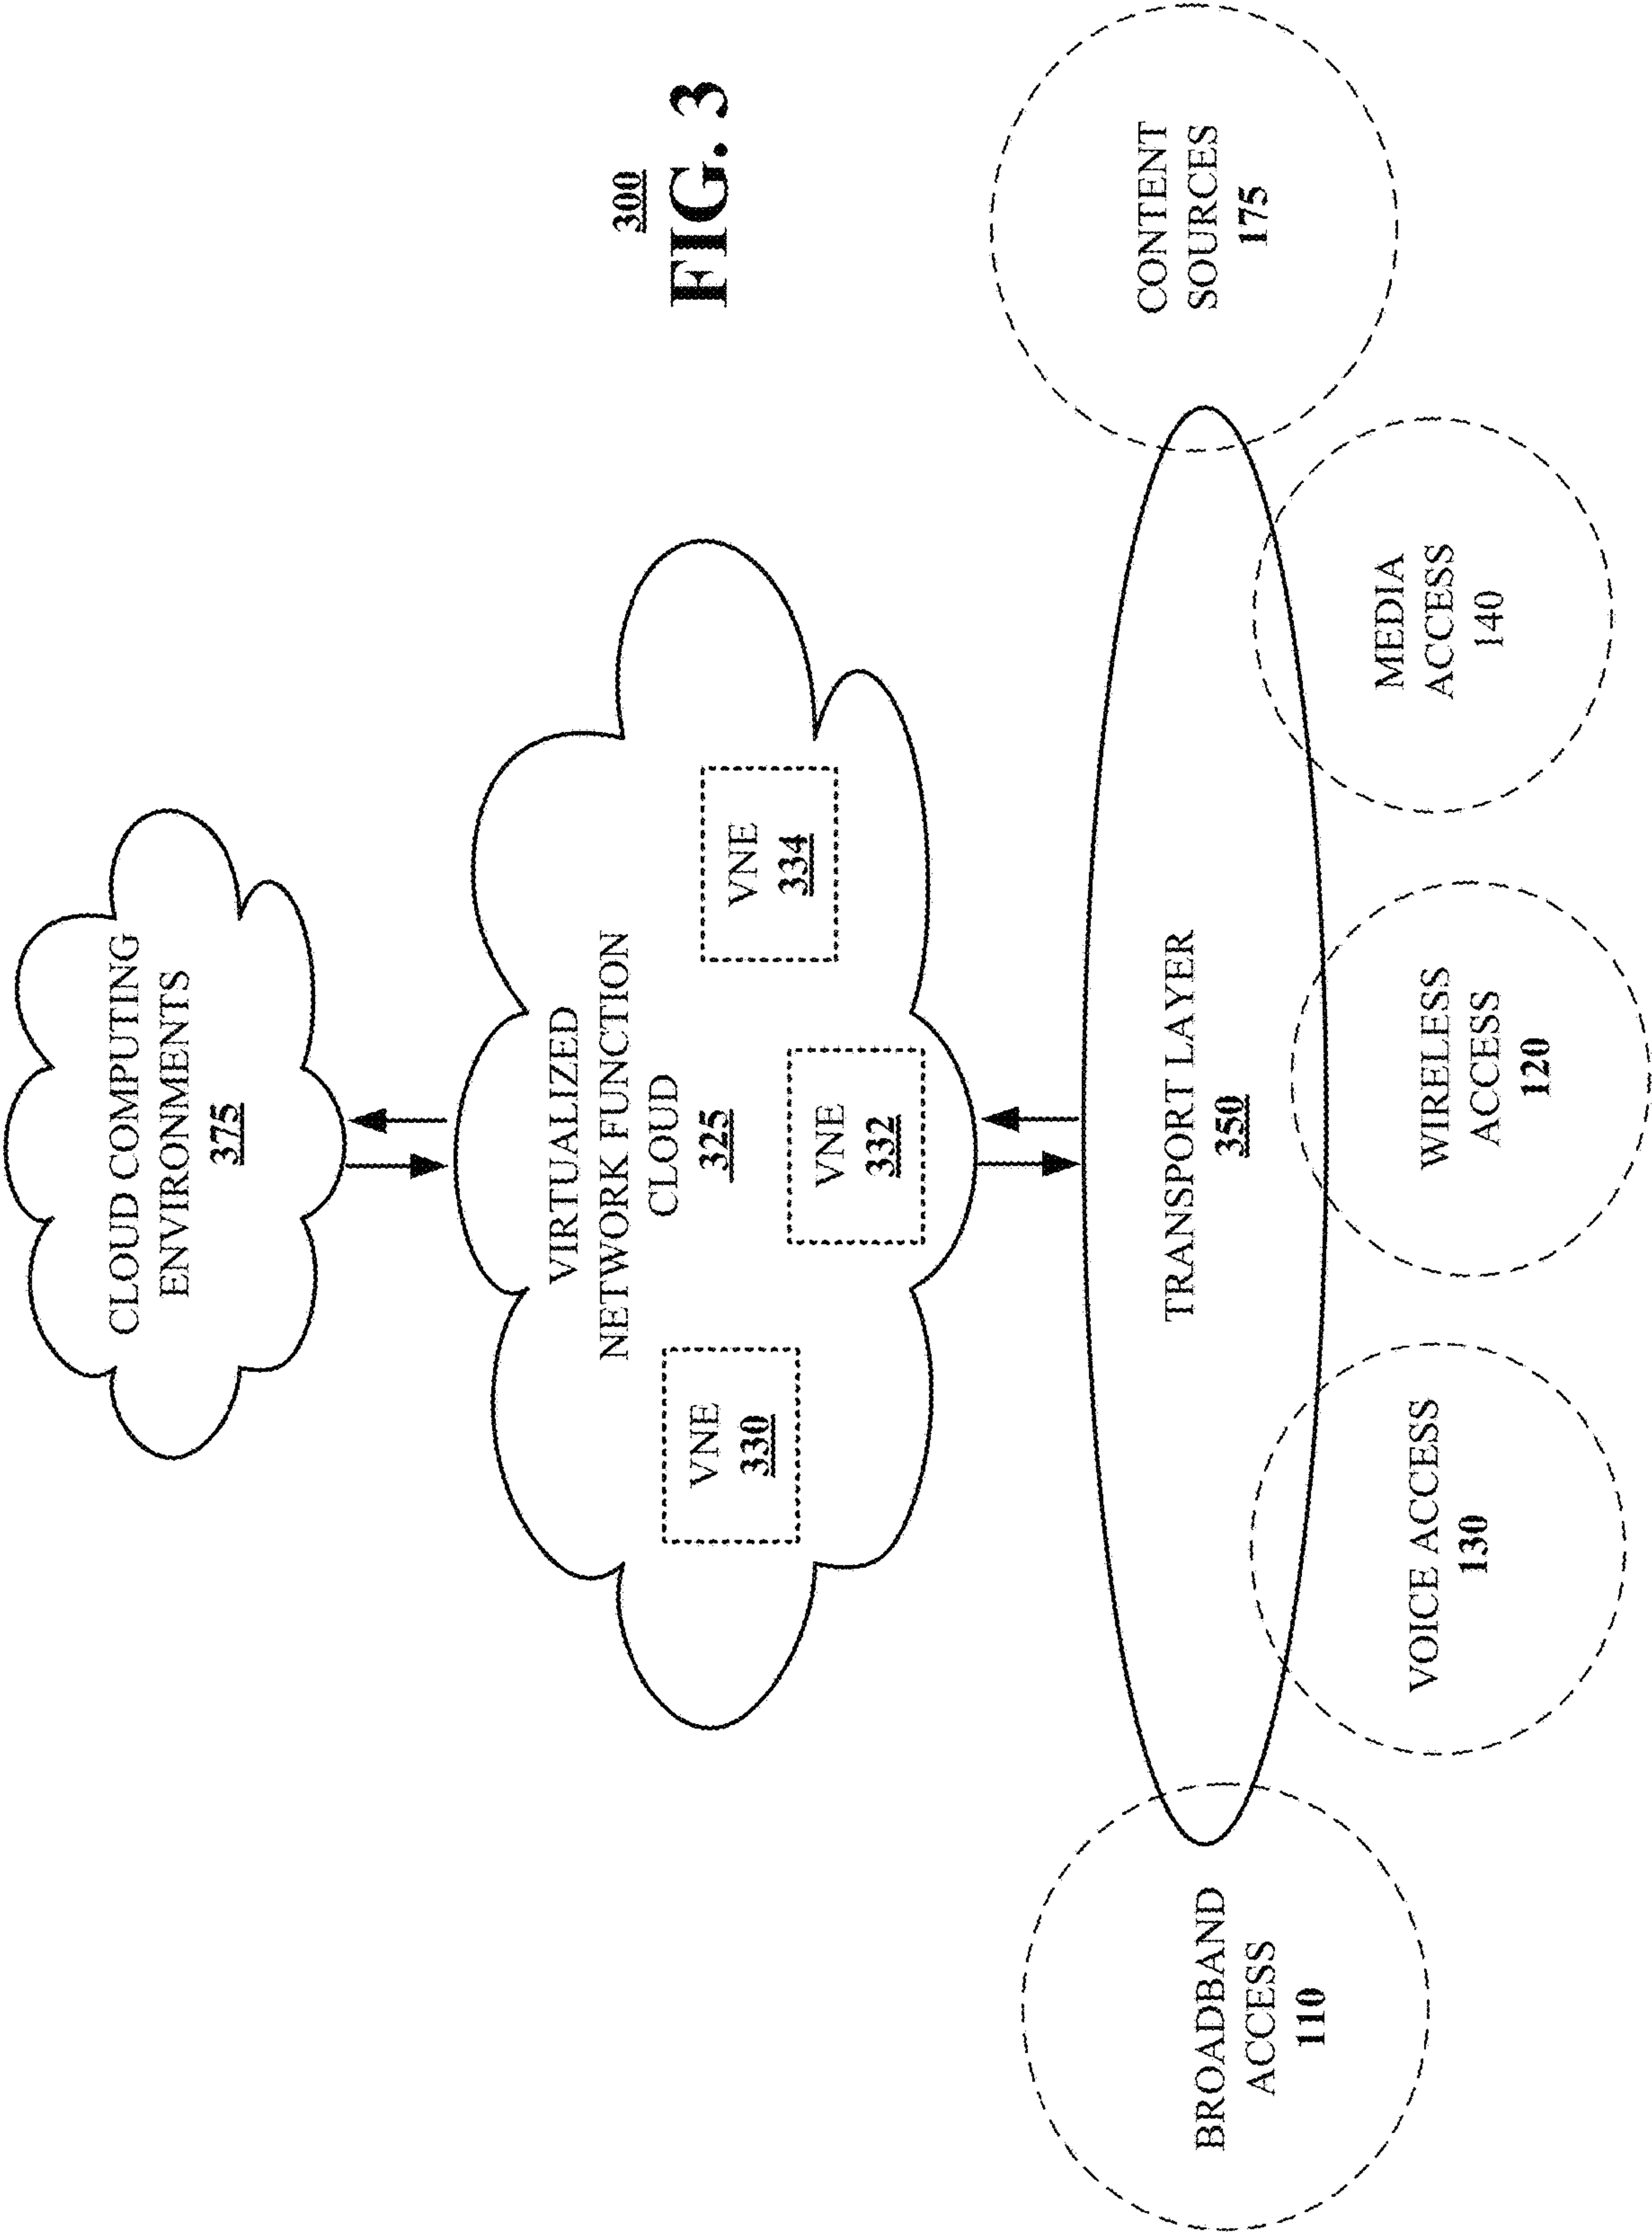 CLOUD COMPUTING
ENVIRONMENTS
375
VIRTUALIZED
NETWORK FUNCTION
CLOUD
325
VNE
330
VNE
332
VNE
334
300
FIG. 3
TRANSPORT LAYER
350
BROADBAND
ACCESS
110
VOICE ACCESS
130
WIRELESS
ACCESS
120
MEDIA
ACCESS
140
CONTENT
SOURCES
175